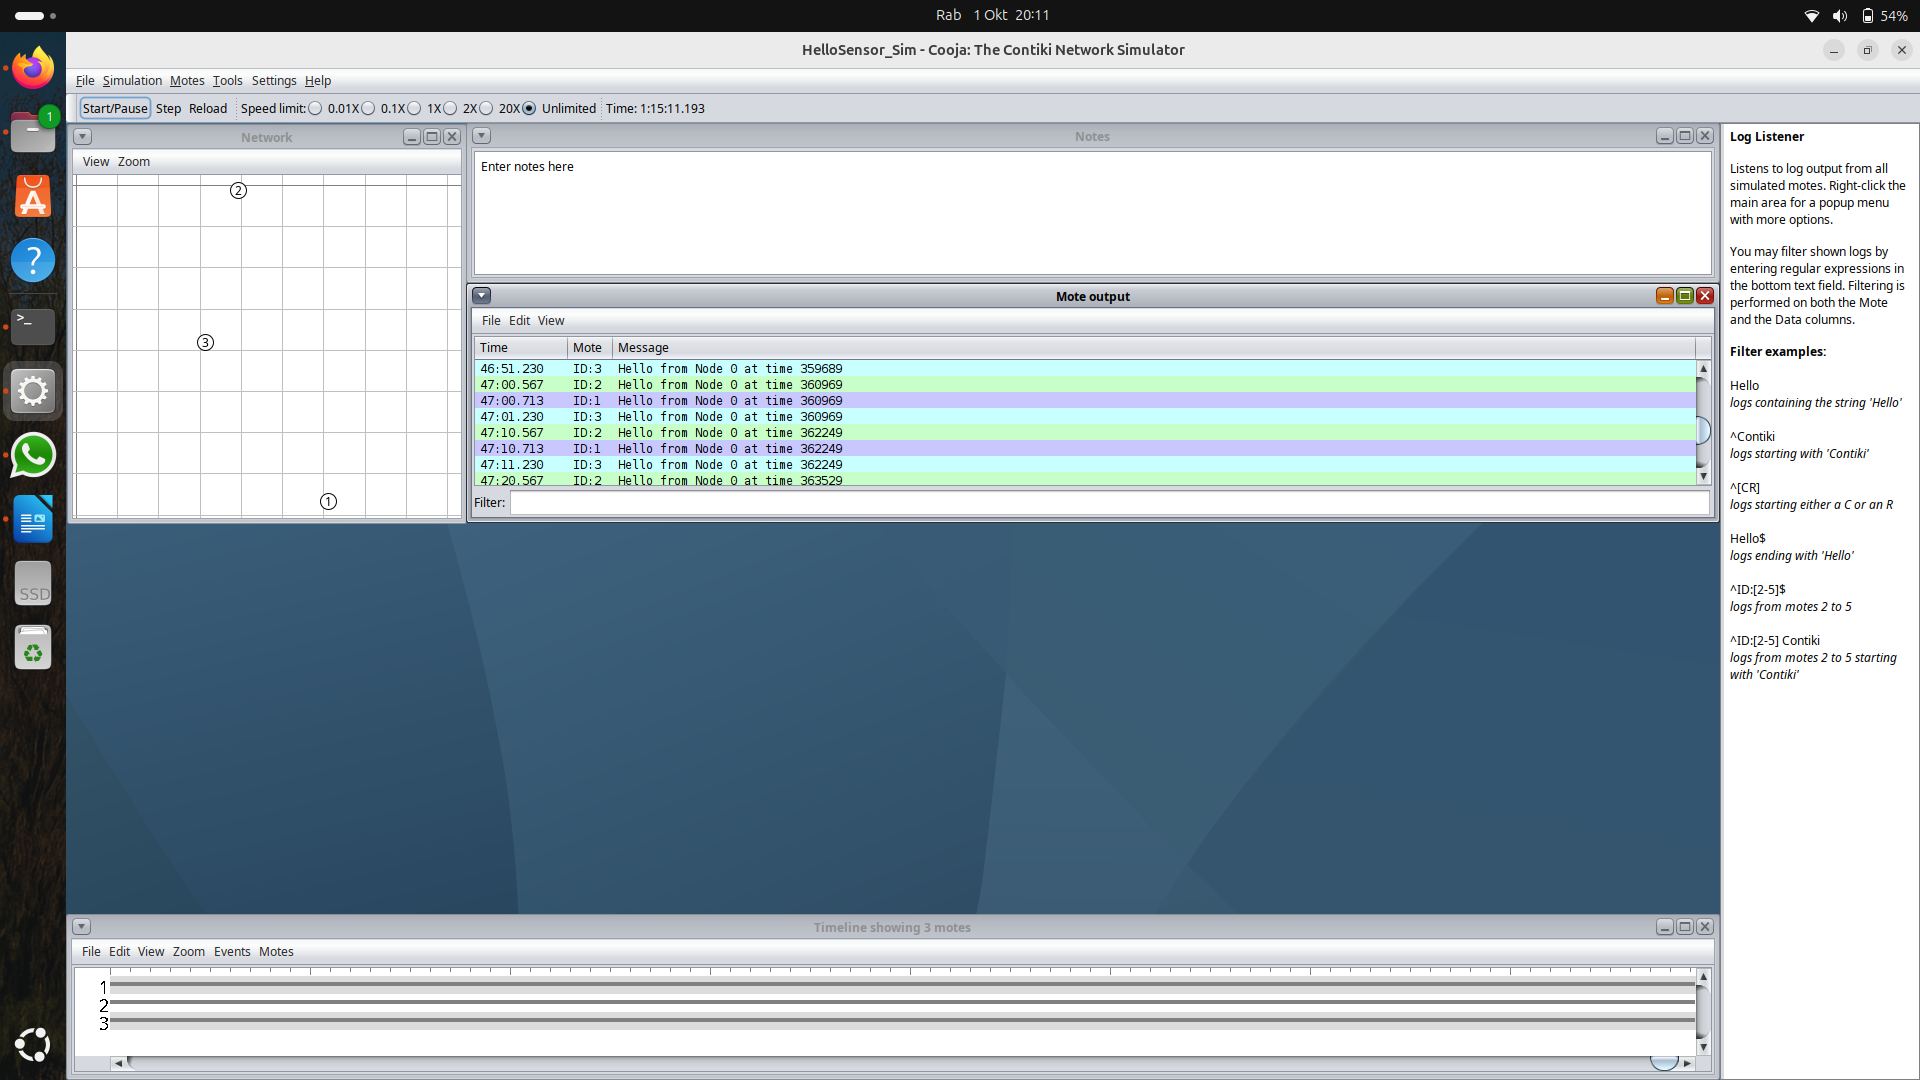 Rab 1 Okt 20:11
54%
HelloSensor_Sim - Cooja: The Contiki Network Simulator
File Simulation Motes Tools Settings Help
Start/Pause Step Reload Speed limit: 0.01X 0.1X 1X 2X 20X Unlimited Time: 1:15:11.193
1
SSD
Network
View Zoom
2
3
1
Notes
Enter notes here
Mote output
File Edit View
Time Mote Message
46:51.230 ID:3 Hello from Node 0 at time 359689
47:00.567 ID:2 Hello from Node 0 at time 360969
47:00.713 ID:1 Hello from Node 0 at time 360969
47:01.230 ID:3 Hello from Node 0 at time 360969
47:10.567 ID:2 Hello from Node 0 at time 362249
47:10.713 ID:1 Hello from Node 0 at time 362249
47:11.230 ID:3 Hello from Node 0 at time 362249
47:20.567 ID:2 Hello from Node 0 at time 363529
Filter:
Log Listener
Listens to log output from all
simulated motes. Right-click the
main area for a popup menu
with more options.
You may filter shown logs by
entering regular expressions in
the bottom text field. Filtering is
performed on both the Mote
and the Data columns.
Filter examples:
Hello
logs containing the string 'Hello'
^Contiki
logs starting with 'Contiki'
^[CR]
logs starting either a C or an R
Hello$
logs ending with 'Hello'
^ID:[2-5]$
logs from motes 2 to 5
^ID:[2-5] Contiki
logs from motes 2 to 5 starting
with 'Contiki'
Timeline showing 3 motes
File Edit View Zoom Events Motes
1
2
3